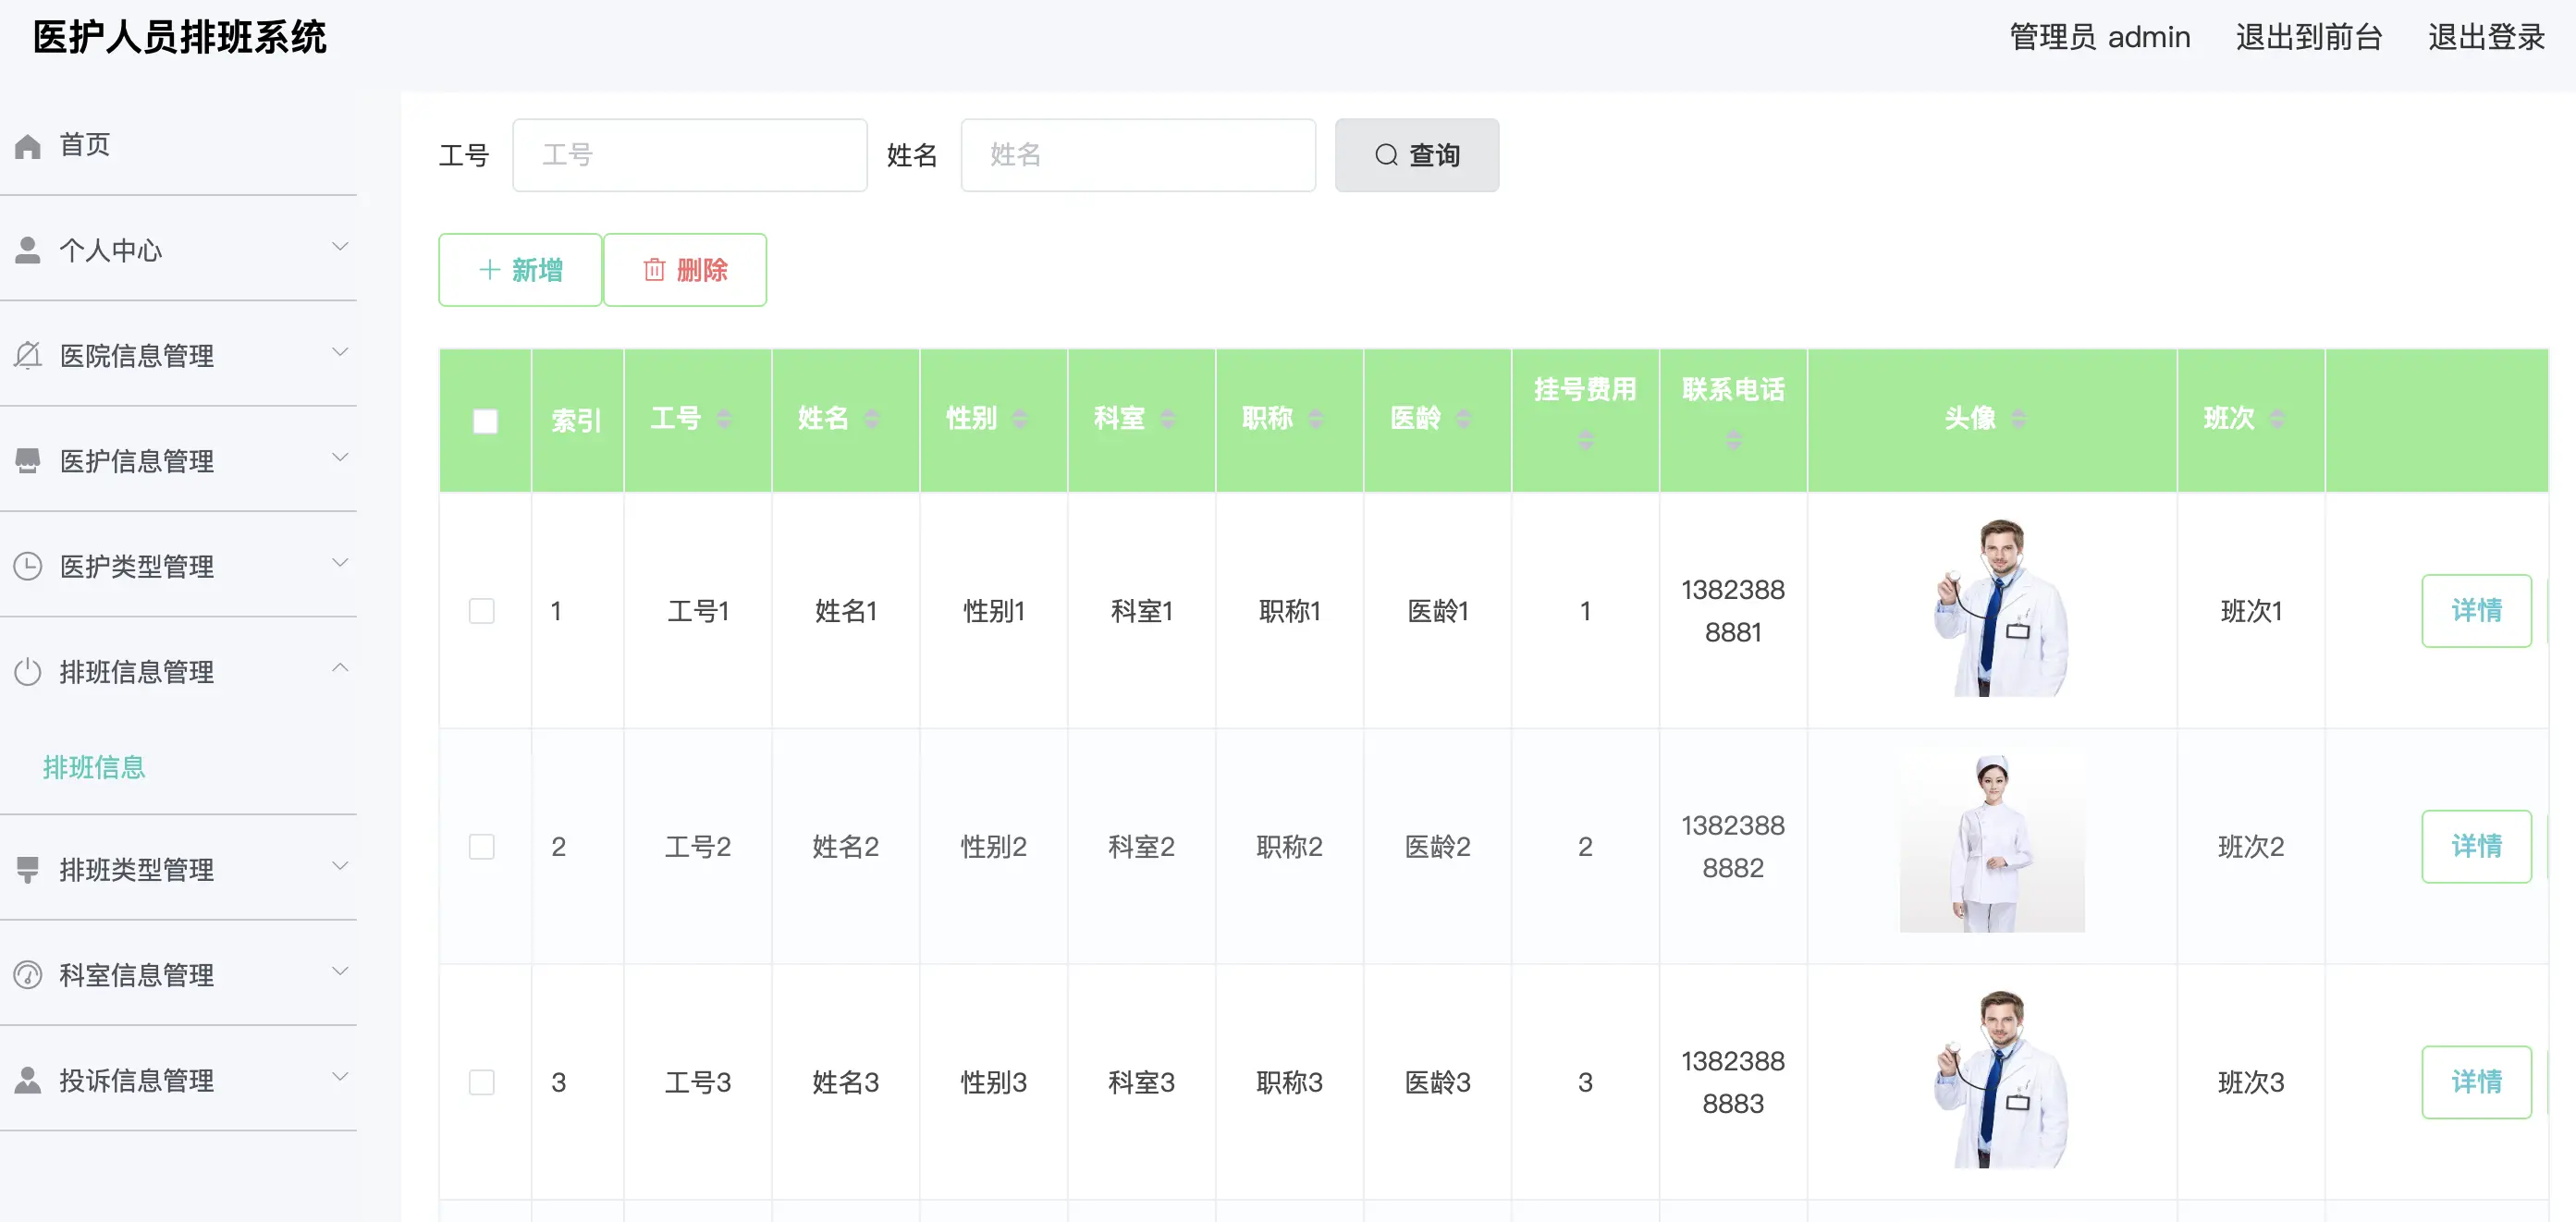 医护人员排班系统
管理员 admin 退出到前台 退出登录
首页
个人中心
医院信息管理
医护信息管理
医护类型管理
排班信息管理
排班信息
排班类型管理
科室信息管理
投诉信息管理
工号 工号 姓名 姓名 查询
新增 删除
索引 工号 姓名 性别 科室 职称 医龄 挂号费用 联系电话 头像 班次
1 工号1 姓名1 性别1 科室1 职称1 医龄1 1 1382388
8881 班次1 详情
2 工号2 姓名2 性别2 科室2 职称2 医龄2 2 1382388
8882 班次2 详情
3 工号3 姓名3 性别3 科室3 职称3 医龄3 3 1382388
8883 班次3 详情